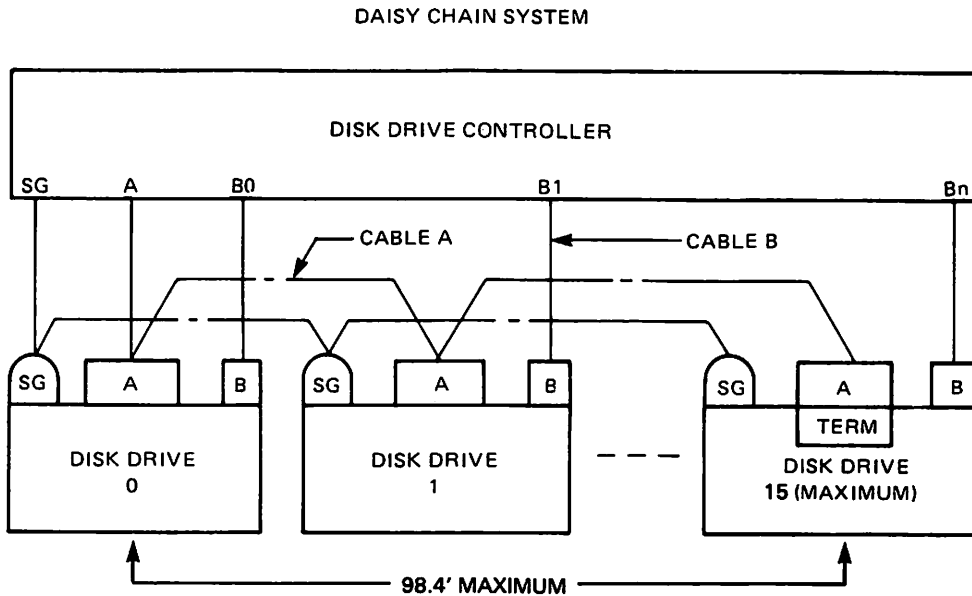 DAISY CHAIN SYSTEM
DISK DRIVE CONTROLLER
SG A B0 B1 Bn
CABLE A CABLE B
SG A B SG A B SG A B
TERM
DISK DRIVE
0
DISK DRIVE
1
DISK DRIVE
15 (MAXIMUM)
98.4' MAXIMUM